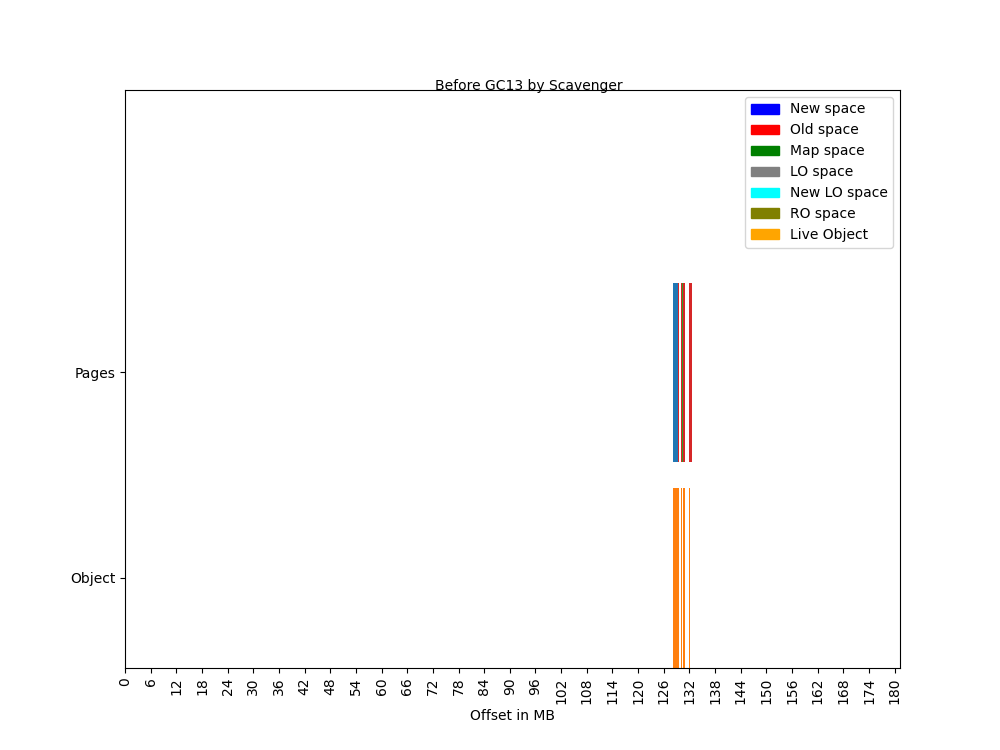 Before GC13 by Scavenger
New space
Old space
Map space
LO space
New LO space
RO space
Live Object
Pages
Object
0 6 12 18 24 30 36 42 48 54 60 66 72 78 84 90 96 102 108 114 120 126 132 138 144 150 156 162 168 174 180
Offset in MB